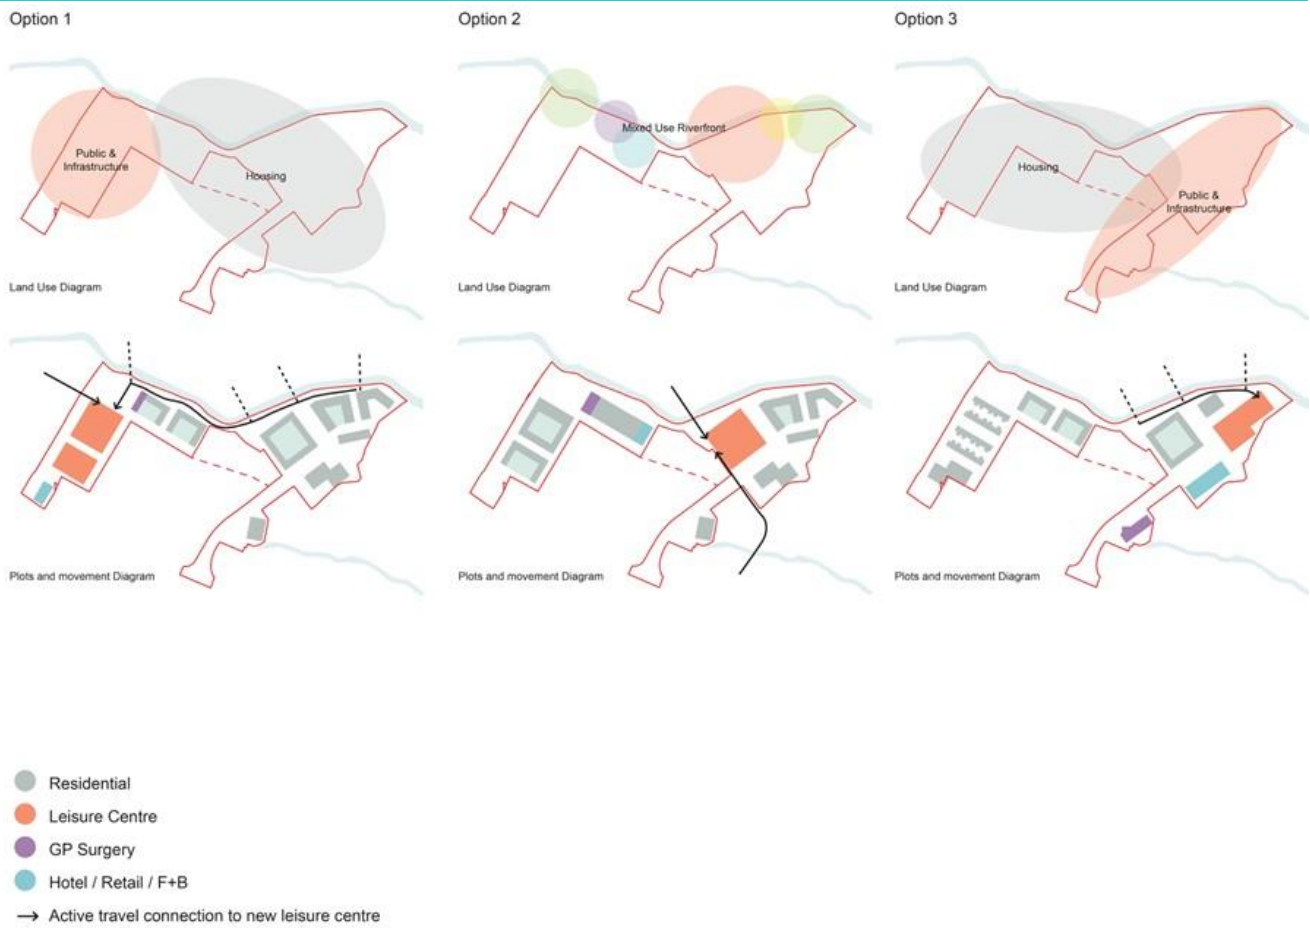 Option 1
Option 2
Option 3
Public &
Infrastructure
Housing
Mixed Use Riverfront
Housing
Public &
Infrastructure
Land Use Diagram
Land Use Diagram
Land Use Diagram
Plots and movement Diagram
Plots and movement Diagram
Plots and movement Diagram
Residential
Leisure Centre
GP Surgery
Hotel / Retail / F+B
Active travel connection to new leisure centre